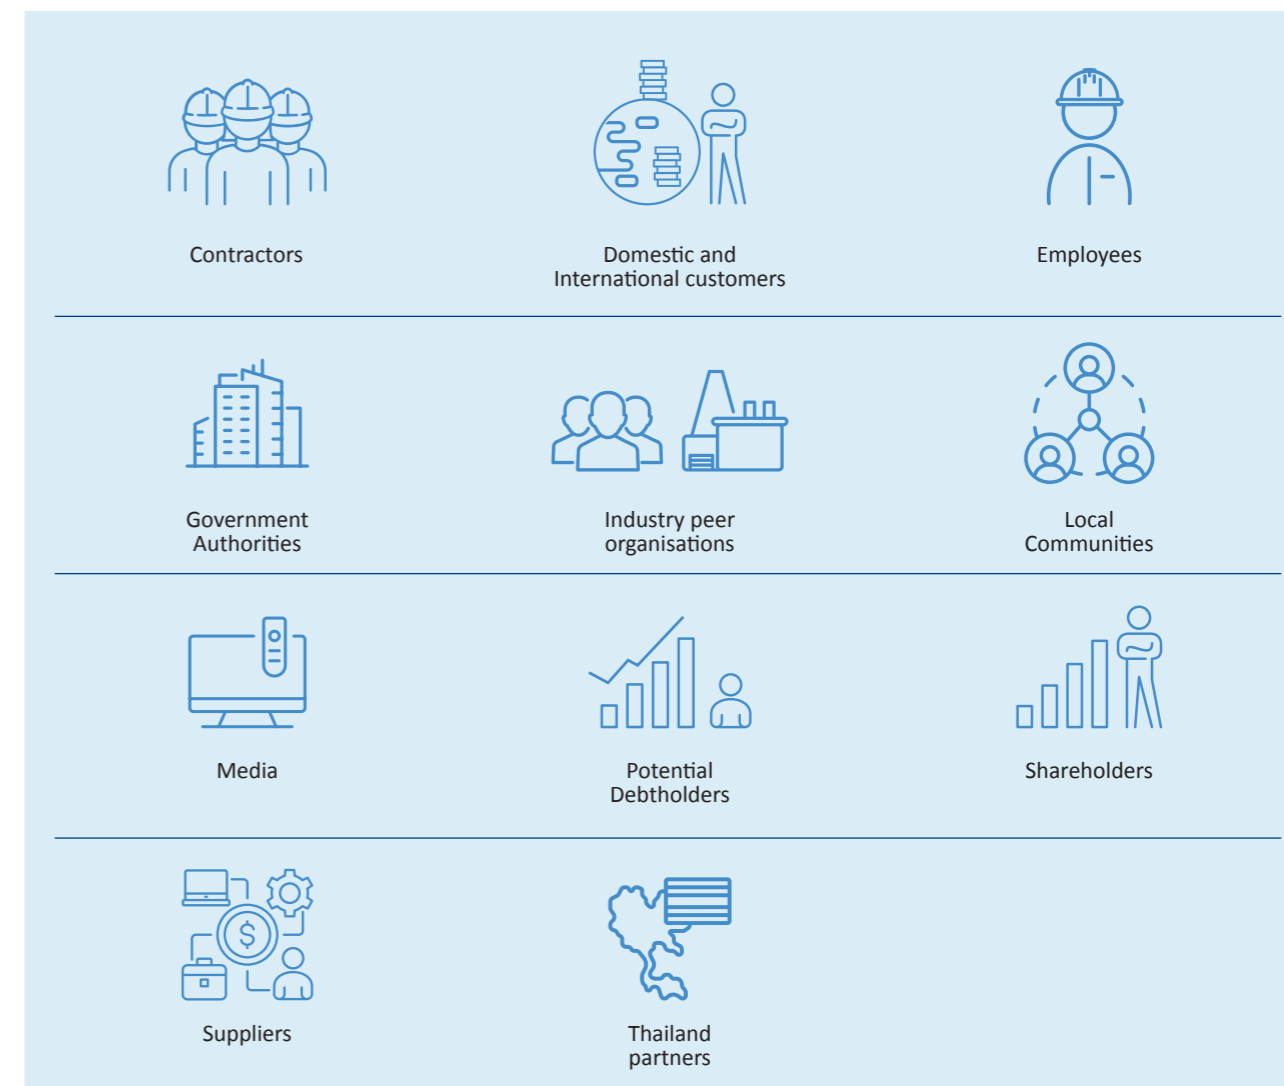 Contractors
Domestic and
International customers
Employees
Government
Authorities
Industry peer
organisations
Local
Communities
Media
Potential
Debtholders
Shareholders
$
Suppliers
Thailand
partners